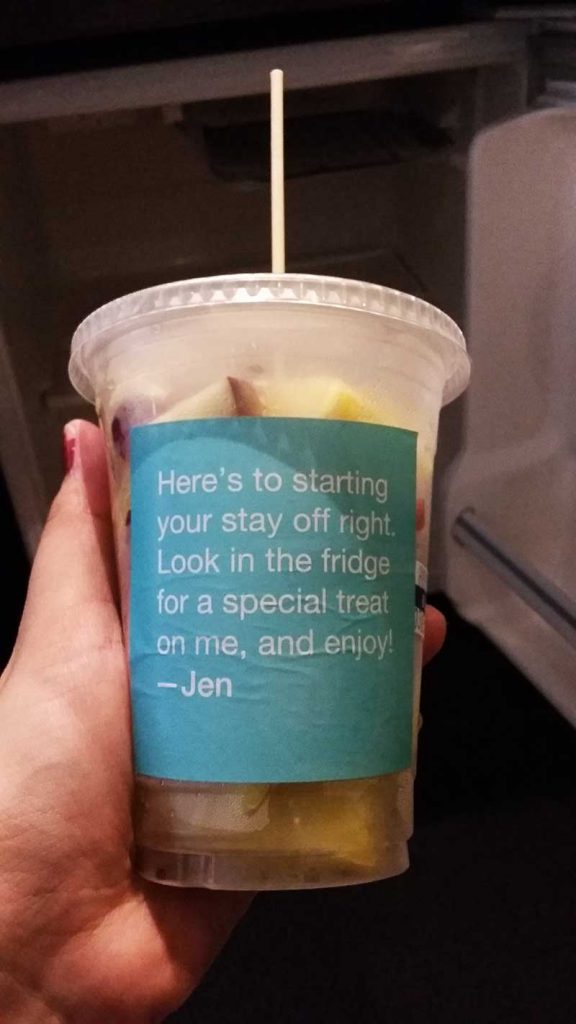 Here's to starting
your stay off right.
Look in the fridge
for a special treat
on me, and enjoy!
—Jen